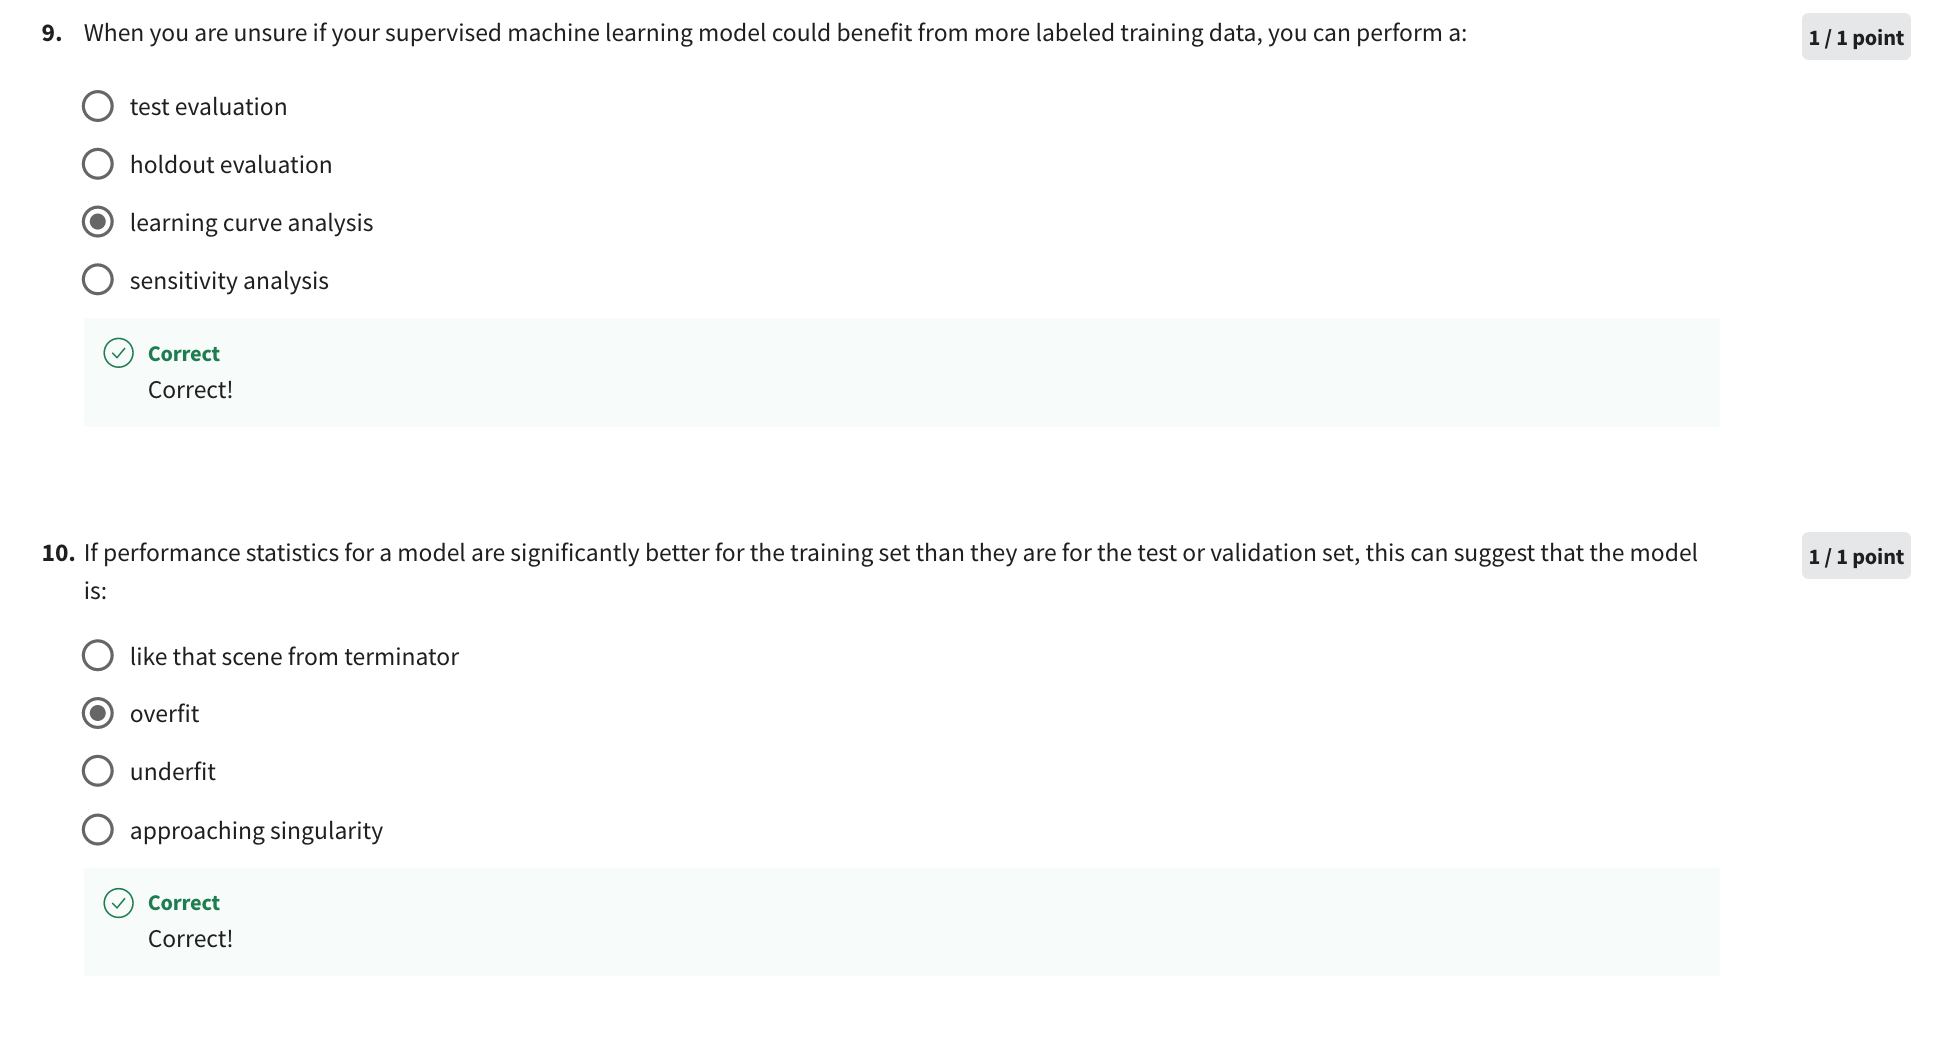 9. When you are unsure if your supervised machine learning model could benefit from more labeled training data, you can perform a:
1 / 1 point
test evaluation
holdout evaluation
learning curve analysis
sensitivity analysis
Correct
Correct!
10. If performance statistics for a model are significantly better for the training set than they are for the test or validation set, this can suggest that the model
is:
1 / 1 point
like that scene from terminator
overfit
underfit
approaching singularity
Correct
Correct!